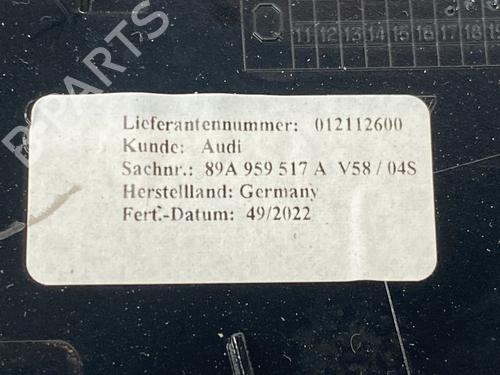 Q 11 12 13 14 15 16 17 18 19
Lieferantennummer: 012112600
Kunde: Audi
Sachnr.: 89A 959 517 A V58 / 04S
Herstellland: Germany
Fert.-Datum: 49/2022
B-PARTS